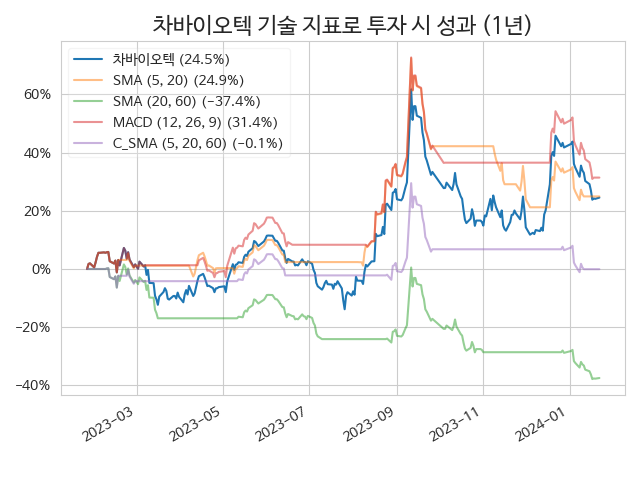 차바이오텍 기술 지표로 투자 시 성과 (1년)
차바이오텍 (24.5%)
SMA (5, 20) (24.9%)
SMA (20, 60) (−37.4%)
MACD (12, 26, 9) (31.4%)
C_SMA (5, 20, 60) (−0.1%)
60%
40%
20%
0%
−20%
−40%
2023−03
2023−05
2023−07
2023−09
2023−11
2024−01